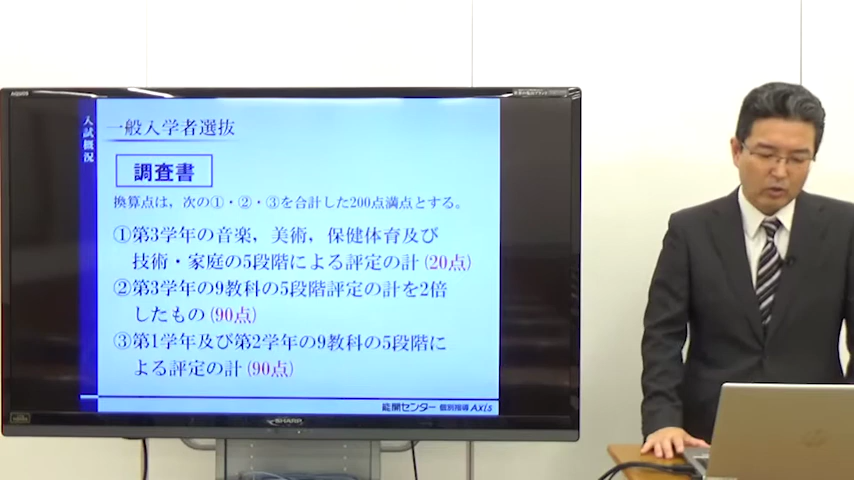 入試概況
一般入学者選抜
調査書
換算点は，次の①・②・③を合計した200点満点とする。
①第3学年の音楽，美術，保健体育及び
技術・家庭の5段階による評定の計(20点)
②第3学年の9教科の5段階評定の計を2倍
したもの(90点)
③第1学年及び第2学年の9教科の5段階に
よる評定の計(90点)
能開センター 個別指導 AXiS
SHARP
AQUOS